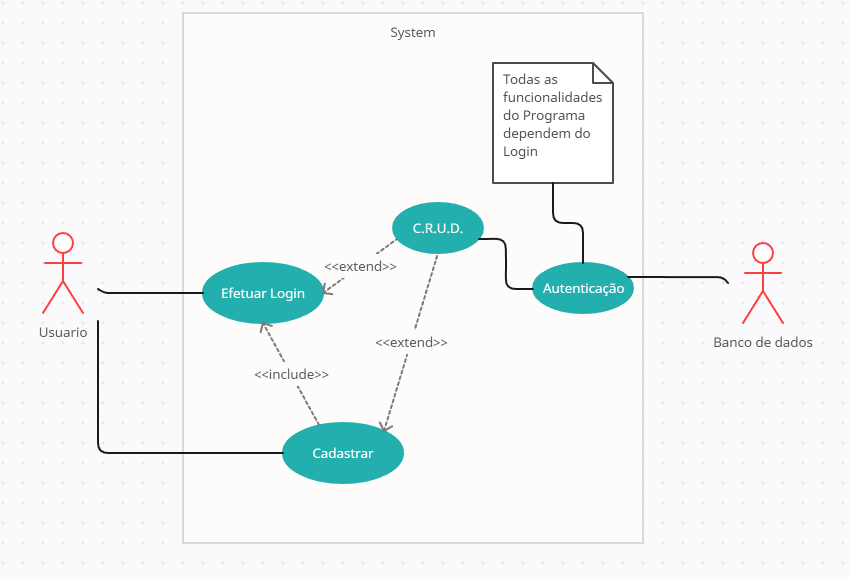 System
Todas as
funcionalidades
do Programa
dependem do
Login
C.R.U.D.
<<extend>>
Efetuar Login
Autenticação
Usuario
Banco de dados
<<extend>>
<<include>>
Cadastrar